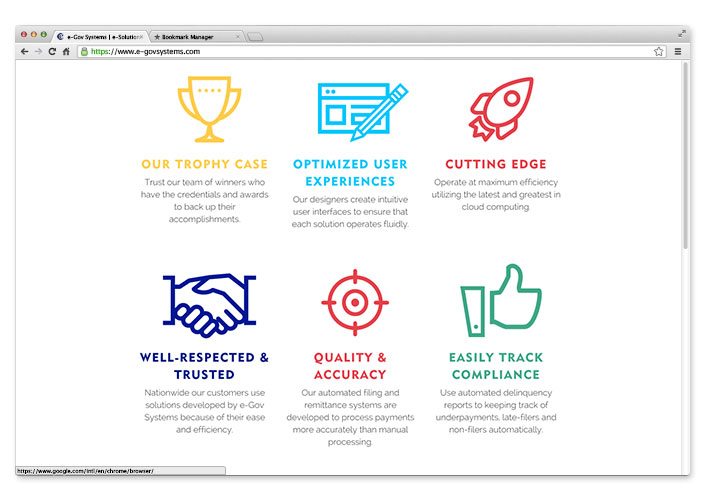 e-Gov Systems | e-Solution
Bookmark Manager
https://www.e-govsystems.com
OUR TROPHY CASE
Trust our team of winners who
have the credentials and awards
to back up their
accomplishments.
OPTIMIZED USER
EXPERIENCES
Our designers create intuitive
user interfaces to ensure that
each solution operates fluidly.
CUTTING EDGE
Operate at maximum efficiency
utilizing the latest and greatest in
cloud computing
WELL-RESPECTED &
TRUSTED
Nationwide our customers use
solutions developed by e-Gov
Systems because of their ease
and efficiency.
QUALITY &
ACCURACY
Our automated filing and
remittance systems are
developed to process payments
more accurately than manual
processing.
EASILY TRACK
COMPLIANCE
Use automated delinquency
reports to keeping track of
underpayments, late-filers and
non-filers automatically.
https://www.google.com/intl/en/chrome/browser/